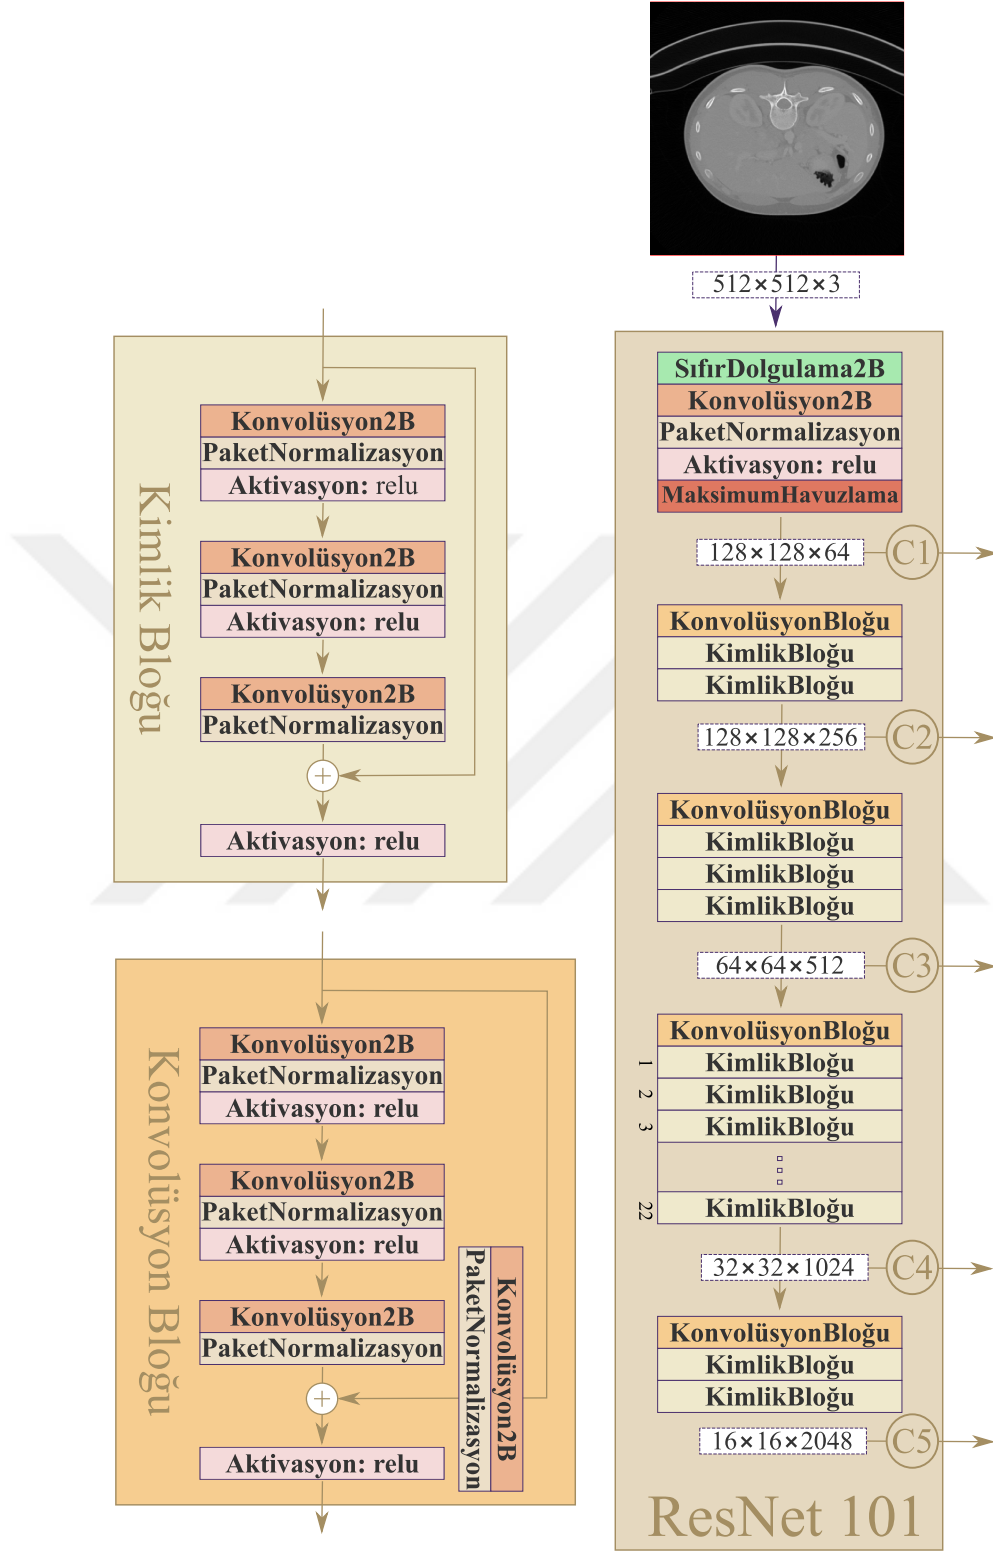 Kimlik Bloğu
Konvolüsyon2B
PaketNormalizasyon
Aktivasyon: relu
Konvolüsyon2B
PaketNormalizasyon
Aktivasyon: relu
Konvolüsyon2B
PaketNormalizasyon
+
Aktivasyon: relu
Konvolüsyon Bloğu
Konvolüsyon2B
PaketNormalizasyon
Aktivasyon: relu
Konvolüsyon2B
PaketNormalizasyon
Aktivasyon: relu
Konvolüsyon2B
PaketNormalizasyon
Konvolüsyon2B
PaketNormalizasyon
+
Aktivasyon: relu
512×512×3
SıfırDolgulama2B
Konvolüsyon2B
PaketNormalizasyon
Aktivasyon: relu
MaksimumHavuzlama
128×128×64 C1
KonvolüsyonBloğu
KimlikBloğu
KimlikBloğu
128×128×256 C2
KonvolüsyonBloğu
KimlikBloğu
KimlikBloğu
KimlikBloğu
64×64×512 C3
KonvolüsyonBloğu
1 KimlikBloğu
2 KimlikBloğu
3 KimlikBloğu
22 KimlikBloğu
32×32×1024 C4
KonvolüsyonBloğu
KimlikBloğu
KimlikBloğu
16×16×2048 C5
ResNet 101